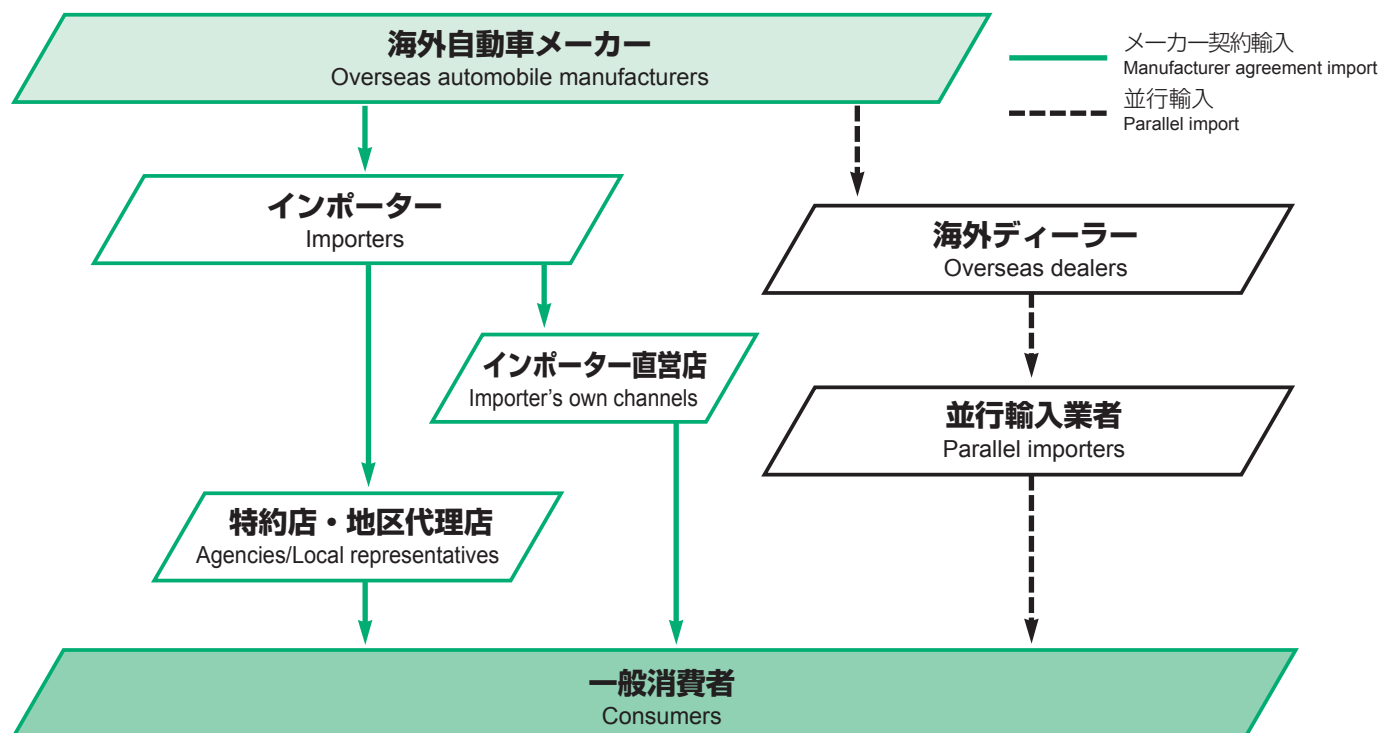 海外自動車メーカー
Overseas automobile manufacturers
メーカー契約輸入
Manufacturer agreement import
並行輸入
Parallel import
インポーター
Importers
海外ディーラー
Overseas dealers
インポーター直営店
Importer’s own channels
並行輸入業者
Parallel importers
特約店・地区代理店
Agencies/Local representatives
一般消費者
Consumers